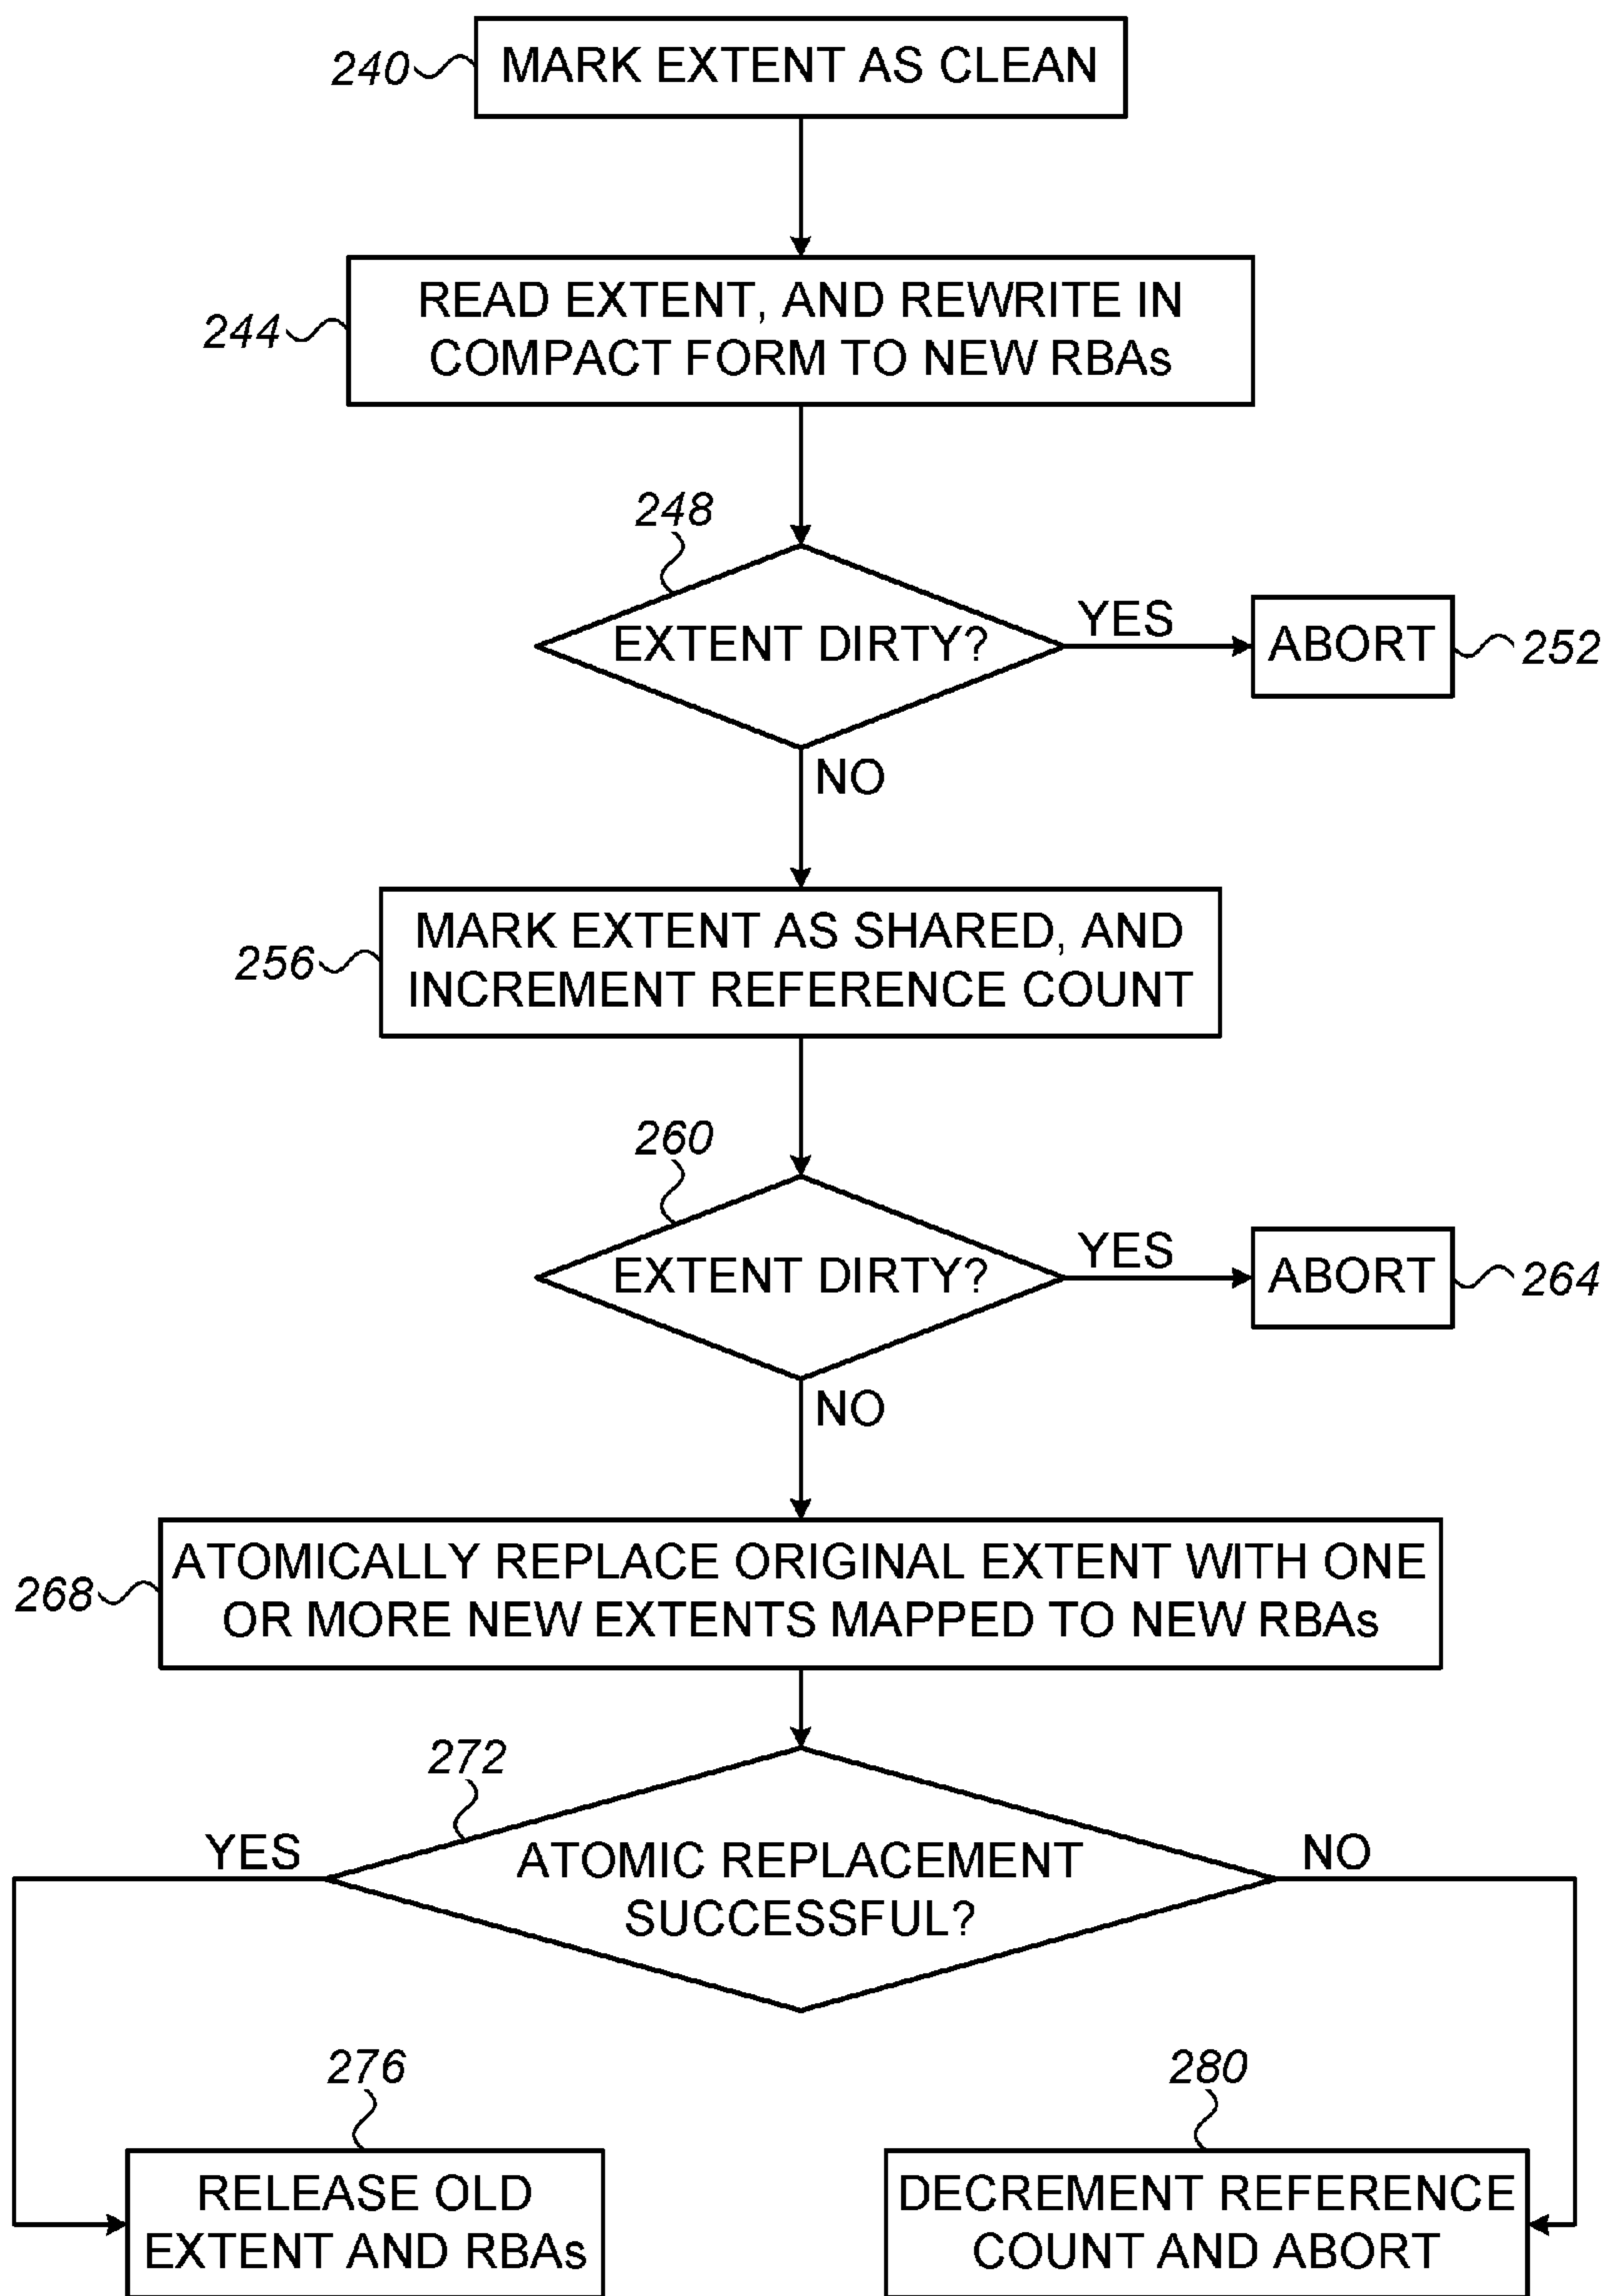 240
MARK EXTENT AS CLEAN
244
READ EXTENT, AND REWRITE IN
COMPACT FORM TO NEW RBAs
248
EXTENT DIRTY?
YES
ABORT
252
NO
256
MARK EXTENT AS SHARED, AND
INCREMENT REFERENCE COUNT
260
EXTENT DIRTY?
YES
ABORT
264
NO
268
ATOMICALLY REPLACE ORIGINAL EXTENT WITH ONE
OR MORE NEW EXTENTS MAPPED TO NEW RBAs
272
YES
ATOMIC REPLACEMENT
SUCCESSFUL?
NO
276
RELEASE OLD
EXTENT AND RBAs
280
DECREMENT REFERENCE
COUNT AND ABORT